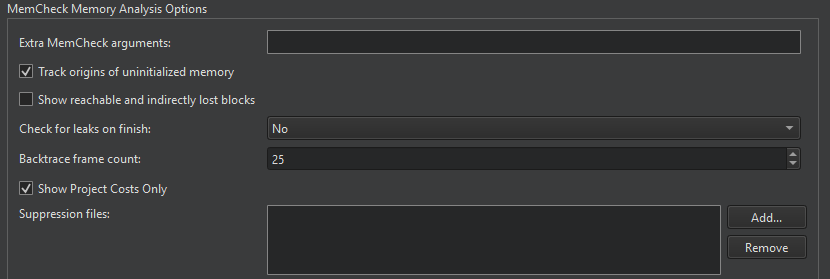 MemCheck Memory Analysis Options
Extra MemCheck arguments:
Track origins of uninitialized memory
Show reachable and indirectly lost blocks
Check for leaks on finish: No
Backtrace frame count: 25
Show Project Costs Only
Suppression files: Add...
Remove